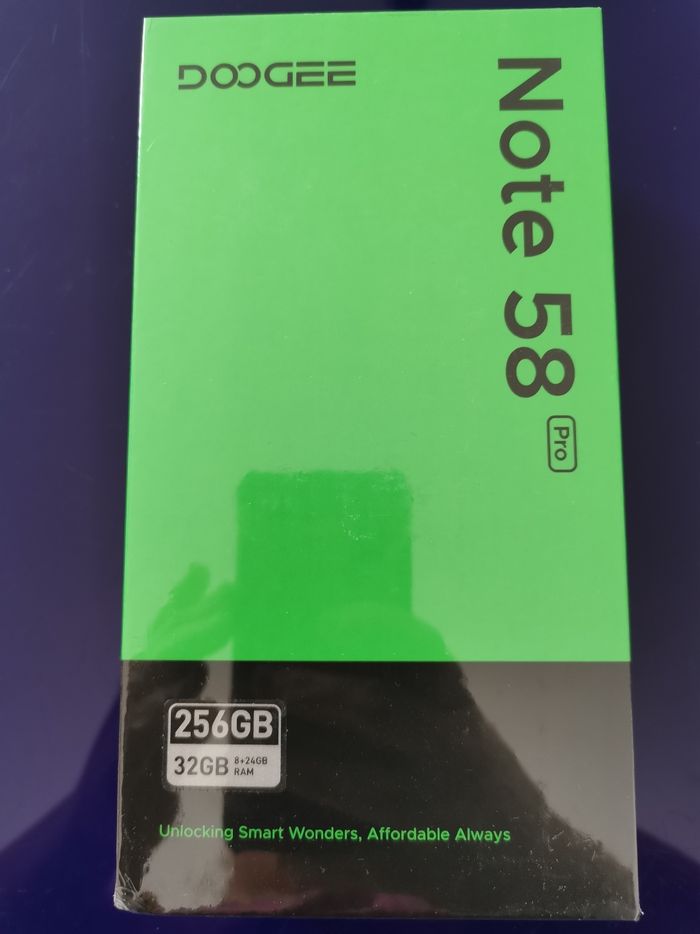 DOOGEE
Note 58 Pro
256GB
32GB 8+24GB RAM
Unlocking Smart Wonders, Affordable Always